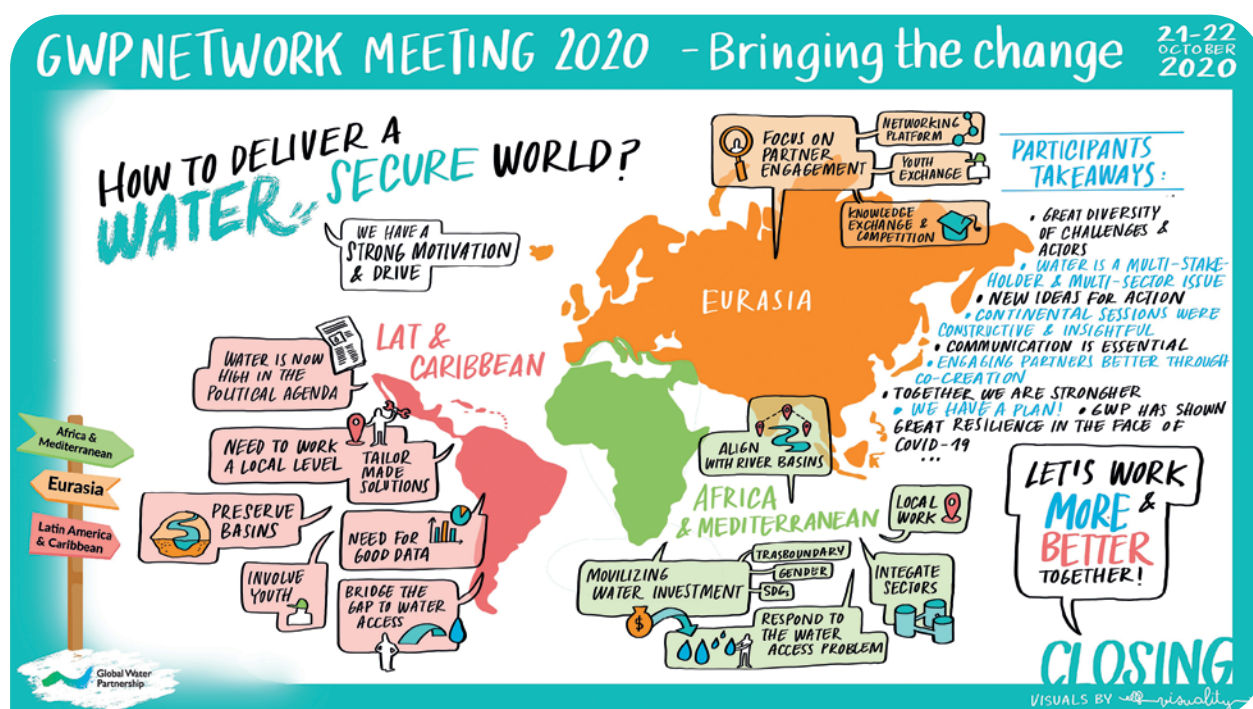 GWP NETWORK MEETING 2020 - Bringing the change
21-22
OCTOBER
2020
HOW TO DELIVER A
WATER SECURE WORLD?
WE HAVE A
STRONG MOTIVATION
& DRIVE
FOCUS ON
PARTNER
ENGAGEMENT
NETWORKING
PLATFORM
YOUTH
EXCHANGE
KNOWLEDGE
EXCHANGE &
COMPETITION
EURASIA
PARTICIPANTS
TAKEAWAYS:
• GREAT DIVERSITY
OF CHALLENGES &
ACTORS
• WATER IS A MULTI-STAKE-
HOLDER & MULTI-SECTOR ISSUE
• NEW IDEAS FOR ACTION
• CONTINENTAL SESSIONS WERE
CONSTRUCTIVE & INSIGHTFUL
• COMMUNICATION IS ESSENTIAL
• ENGAGING PARTNERS BETTER THROUGH
CO-CREATION
• TOGETHER WE ARE STRONGHER
• WE HAVE A PLAN! • GWP HAS SHOWN
GREAT RESILIENCE IN THE FACE OF
COVID-19
...
LAT &
CARIBBEAN
WATER IS NOW
HIGH IN THE
POLITICAL AGENDA
NEED TO WORK
A LOCAL LEVEL
TAILOR
MADE
SOLUTIONS
PRESERVE
BASINS
NEED FOR
GOOD DATA
INVOLVE
YOUTH
BRIDGE THE
GAP TO WATER
ACCESS
Africa &
Mediterranean
Eurasia
Latin America
& Caribbean
ALIGN
WITH RIVER BASINS
AFRICA
& MEDITERRANEAN
LOCAL
WORK
MOVILIZING
WATER INVESTMENT
TRASBOUNDARY
GENDER
SDGs
INTEGATE
SECTORS
RESPOND TO
THE WATER
ACCESS PROBLEM
LET'S WORK
MORE &
BETTER
TOGETHER!
CLOSING
Global Water
Partnership
VISUALS BY visuality